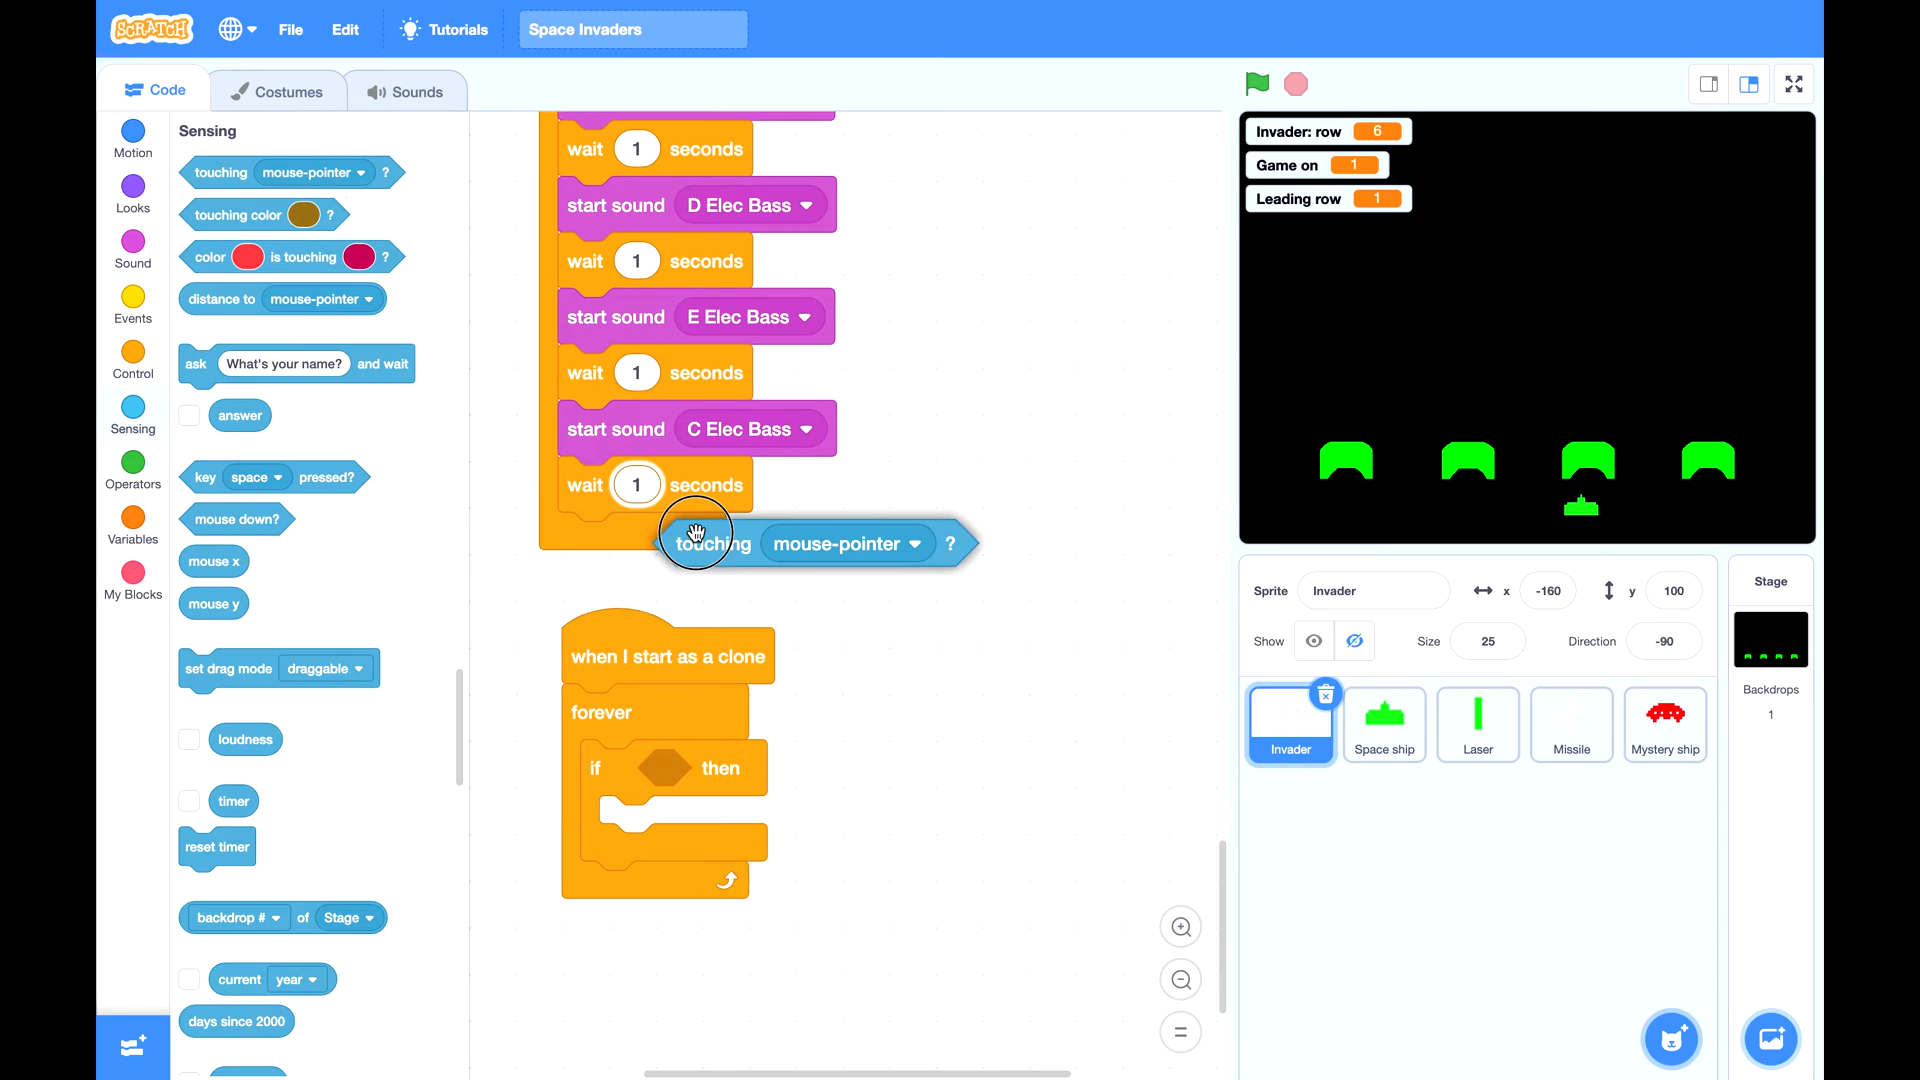 SCRATCH File Edit Tutorials Space Invaders
Code Costumes Sounds
Motion
Looks
Sound
Events
Control
Sensing
Operators
Variables
My Blocks
Sensing
touching mouse-pointer ?
touching color ?
color is touching ?
distance to mouse-pointer
ask What's your name? and wait
answer
key space pressed?
mouse down?
mouse x
mouse y
set drag mode draggable
loudness
timer
reset timer
backdrop # of Stage
current year
days since 2000
wait 1 seconds
start sound D Elec Bass
wait 1 seconds
start sound E Elec Bass
wait 1 seconds
start sound C Elec Bass
wait 1 seconds
touching mouse-pointer ?
when I start as a clone
forever
if then
Invader: row 6
Game on 1
Leading row 1
Sprite Invader x -160 y 100
Show Size 25 Direction -90
Invader
Space ship
Laser
Missile
Mystery ship
Stage
Backdrops
1